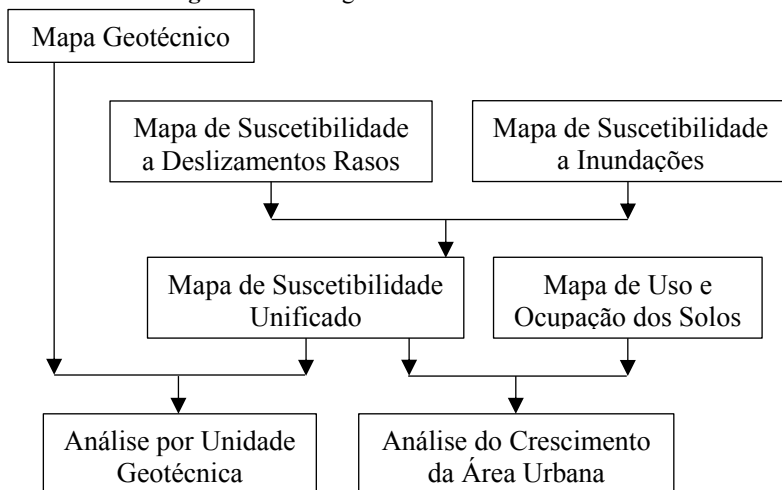 Mapa Geotécnico
Mapa de Suscetibilidade
a Deslizamentos Rasos
Mapa de Suscetibilidade
a Inundações
Mapa de Suscetibilidade
Unificado
Mapa de Uso e
Ocupação dos Solos
Análise por Unidade
Geotécnica
Análise do Crescimento
da Área Urbana